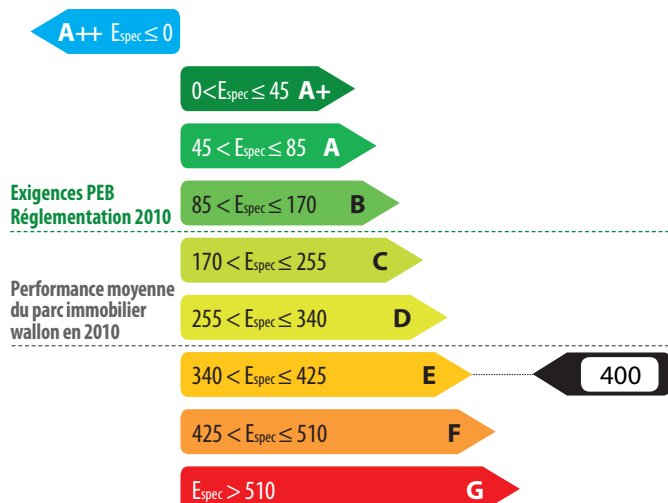 A++ Espec ≤ 0
0<Espec ≤ 45 A+
45 < Espec ≤ 85 A
Exigences PEB
Réglementation 2010
85 < Espec ≤ 170 B
170 < Espec ≤ 255 C
Performance moyenne
du parc immobilier
wallon en 2010
255 < Espec ≤ 340 D
340 < Espec ≤ 425 E
400
425 < Espec ≤ 510 F
Espec > 510 G